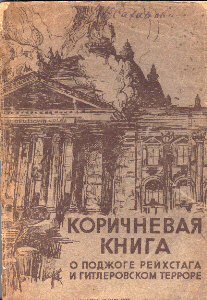 КОРИЧНЕВАЯ
КНИГА
О ПОДЖОГЕ РЕЙХСТАГА
И ГИТЛЕРОВСКОМ ТЕРРОРЕ